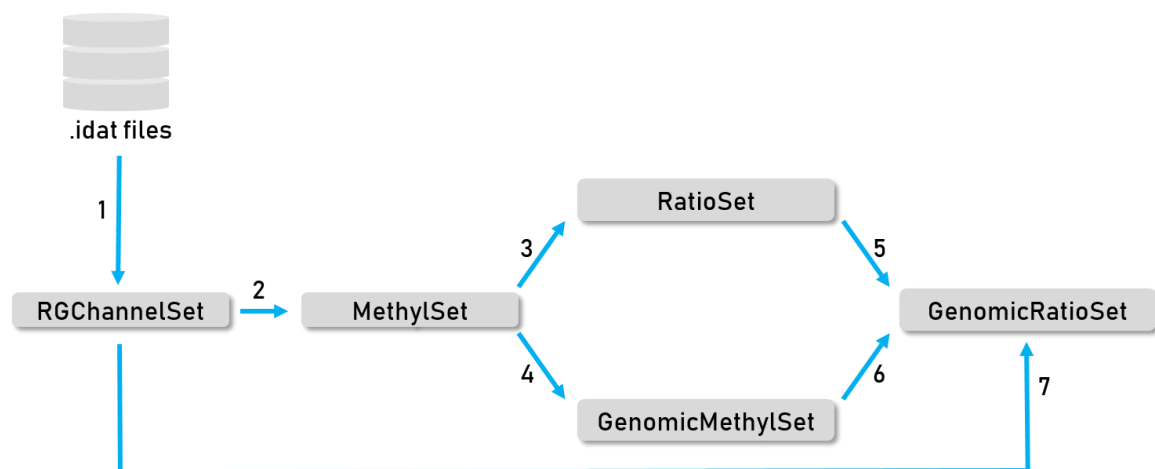 .idat files
1
RatioSet
3
5
2
RGChannelSet
MethylSet
GenomicRatioSet
4
6
7
GenomicMethylSet